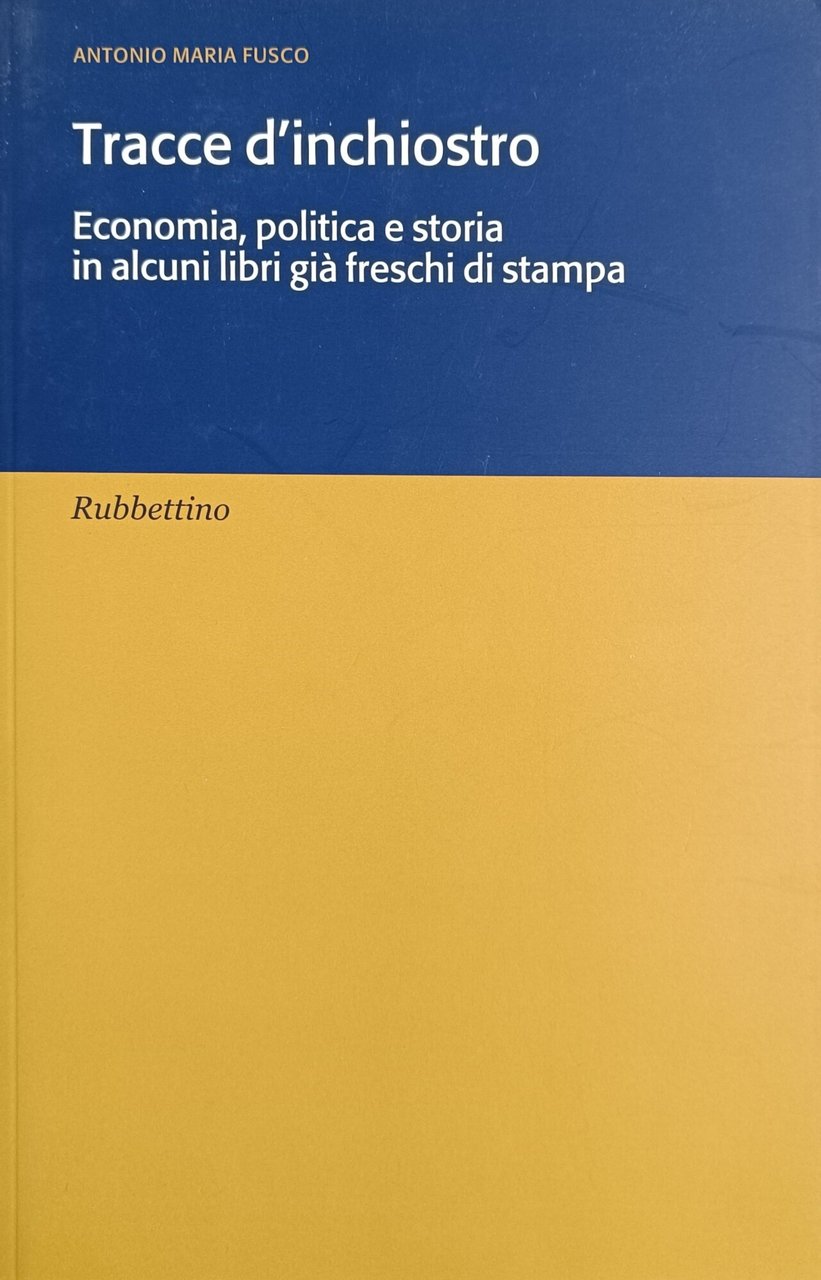 ANTONIO MARIA FUSCO
Tracce d'inchiostro
Economia, politica e storia
in alcuni libri già freschi di stampa
Rubbettino